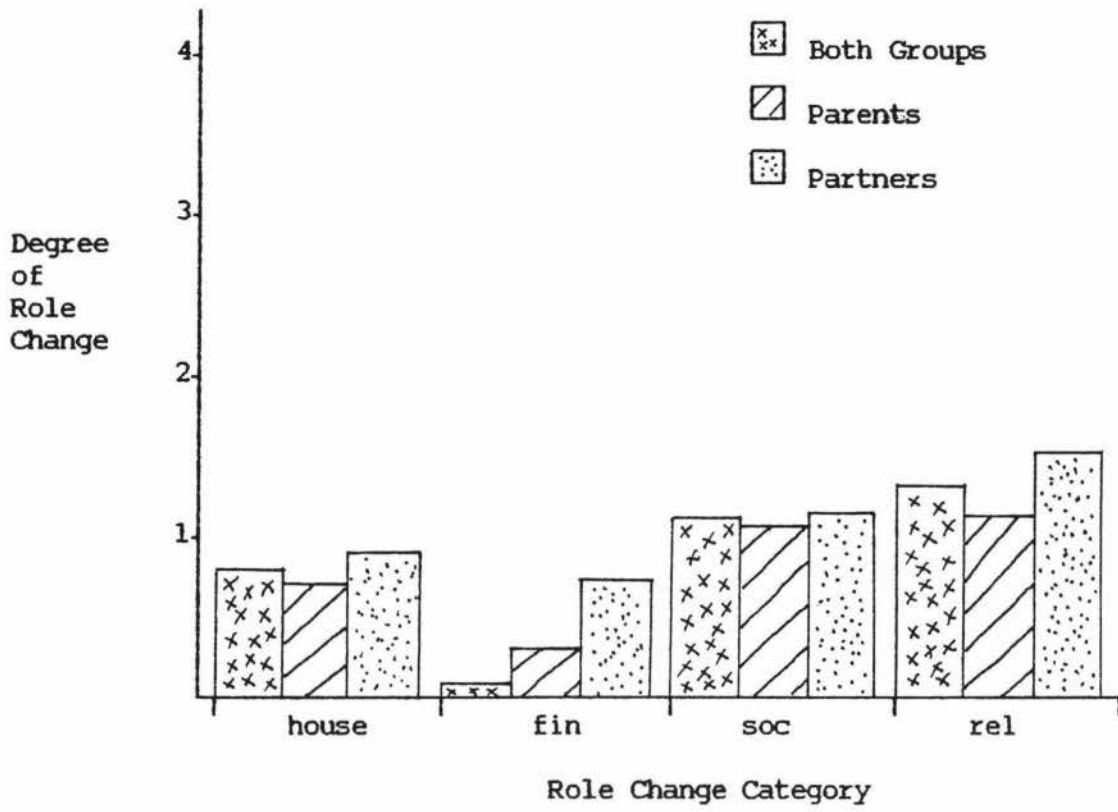 4
3
2
1
Degree
of
Role
Change
Both Groups
Parents
Partners
house fin soc rel
Role Change Category